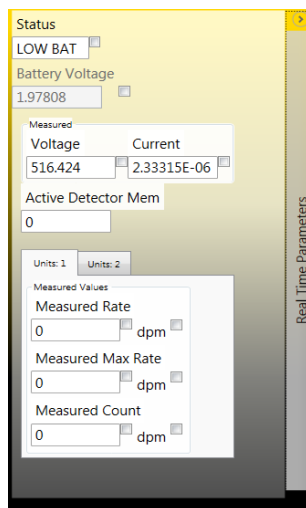 Status
LOW BAT
Battery Voltage
1.97808
Measured
Voltage Current
516.424 2.33315E-06
Active Detector Mem
0
Units: 1 Units: 2
Measured Values
Measured Rate
0 dpm
Measured Max Rate
0 dpm
Measured Count
0 dpm
Real Time Parameters